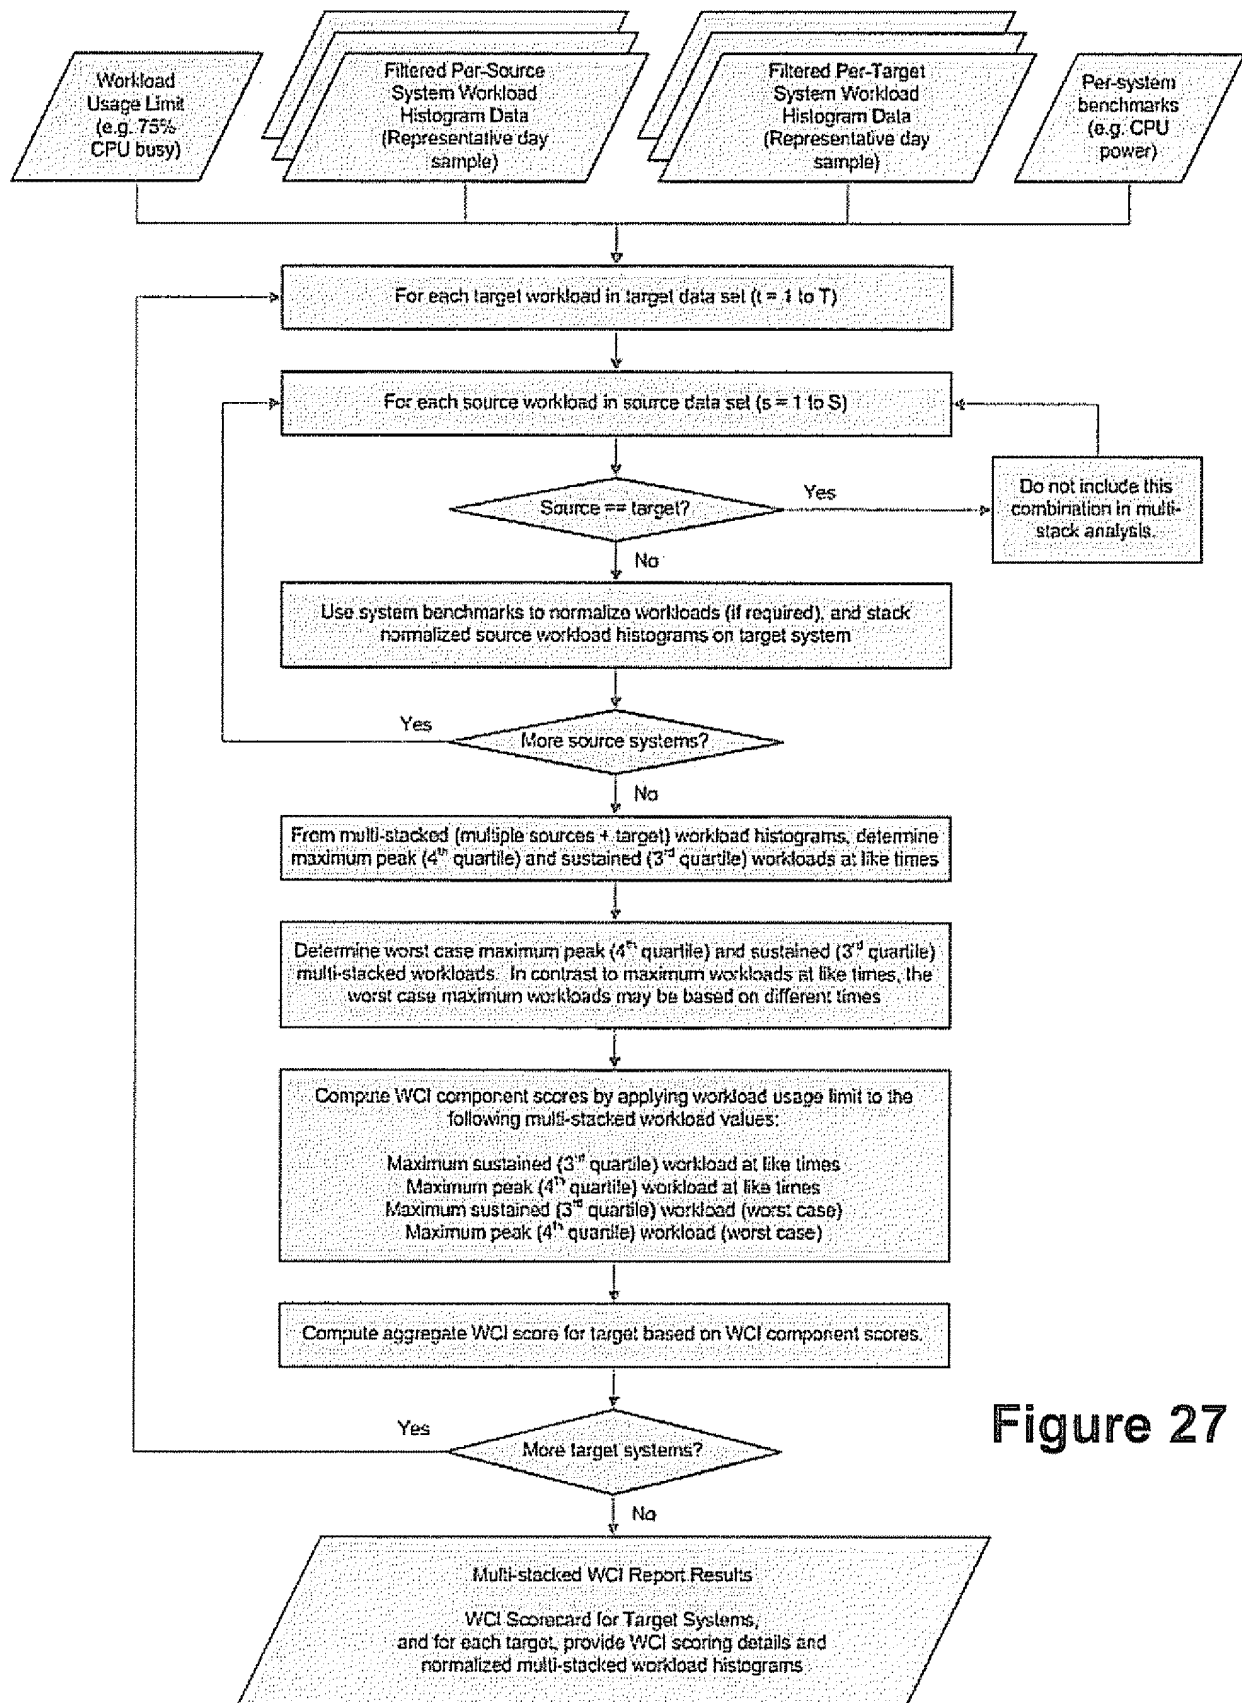 Workload
Usage Limit
(e.g. 75%
CPU busy)
Filtered Per-Source
System Workload
Histogram Data
(Representative day
sample)
Filtered Per-Target
System Workload
Histogram Data
(Representative day
sample)
Per-system
benchmarks
(e.g. CPU
power)
For each target workload in target data set (t = 1 to T)
For each source workload in source data set (s = 1 to S)
Source == target?
Yes
Do not include this
combination in multi-
stack analysis.
No
Use system benchmarks to normalize workloads (if required), and stack
normalized source workload histograms on target system
Yes
More source systems?
No
From multi-stacked (multiple sources + target) workload histograms, determine
maximum peak (4th quartile) and sustained (3rd quartile) workloads at like times
Determine worst case maximum peak (4th quartile) and sustained (3rd quartile)
multi-stacked workloads. In contrast to maximum workloads at like times, the
worst case maximum workloads may be based on different times
Compute WCI component scores by applying workload usage limit to the
following multi-stacked workload values:
Maximum sustained (3rd quartile) workload at like times
Maximum peak (4th quartile) workload at like times
Maximum sustained (3rd quartile) workload (worst case)
Maximum peak (4th quartile) workload (worst case)
Compute aggregate WCI score for target based on WCI component scores.
Yes
More target systems?
No
Figure 27
Multi-stacked WCI Report Results
WCI Scorecard for Target Systems,
and for each target, provide WCI scoring details and
normalized multi-stacked workload histograms